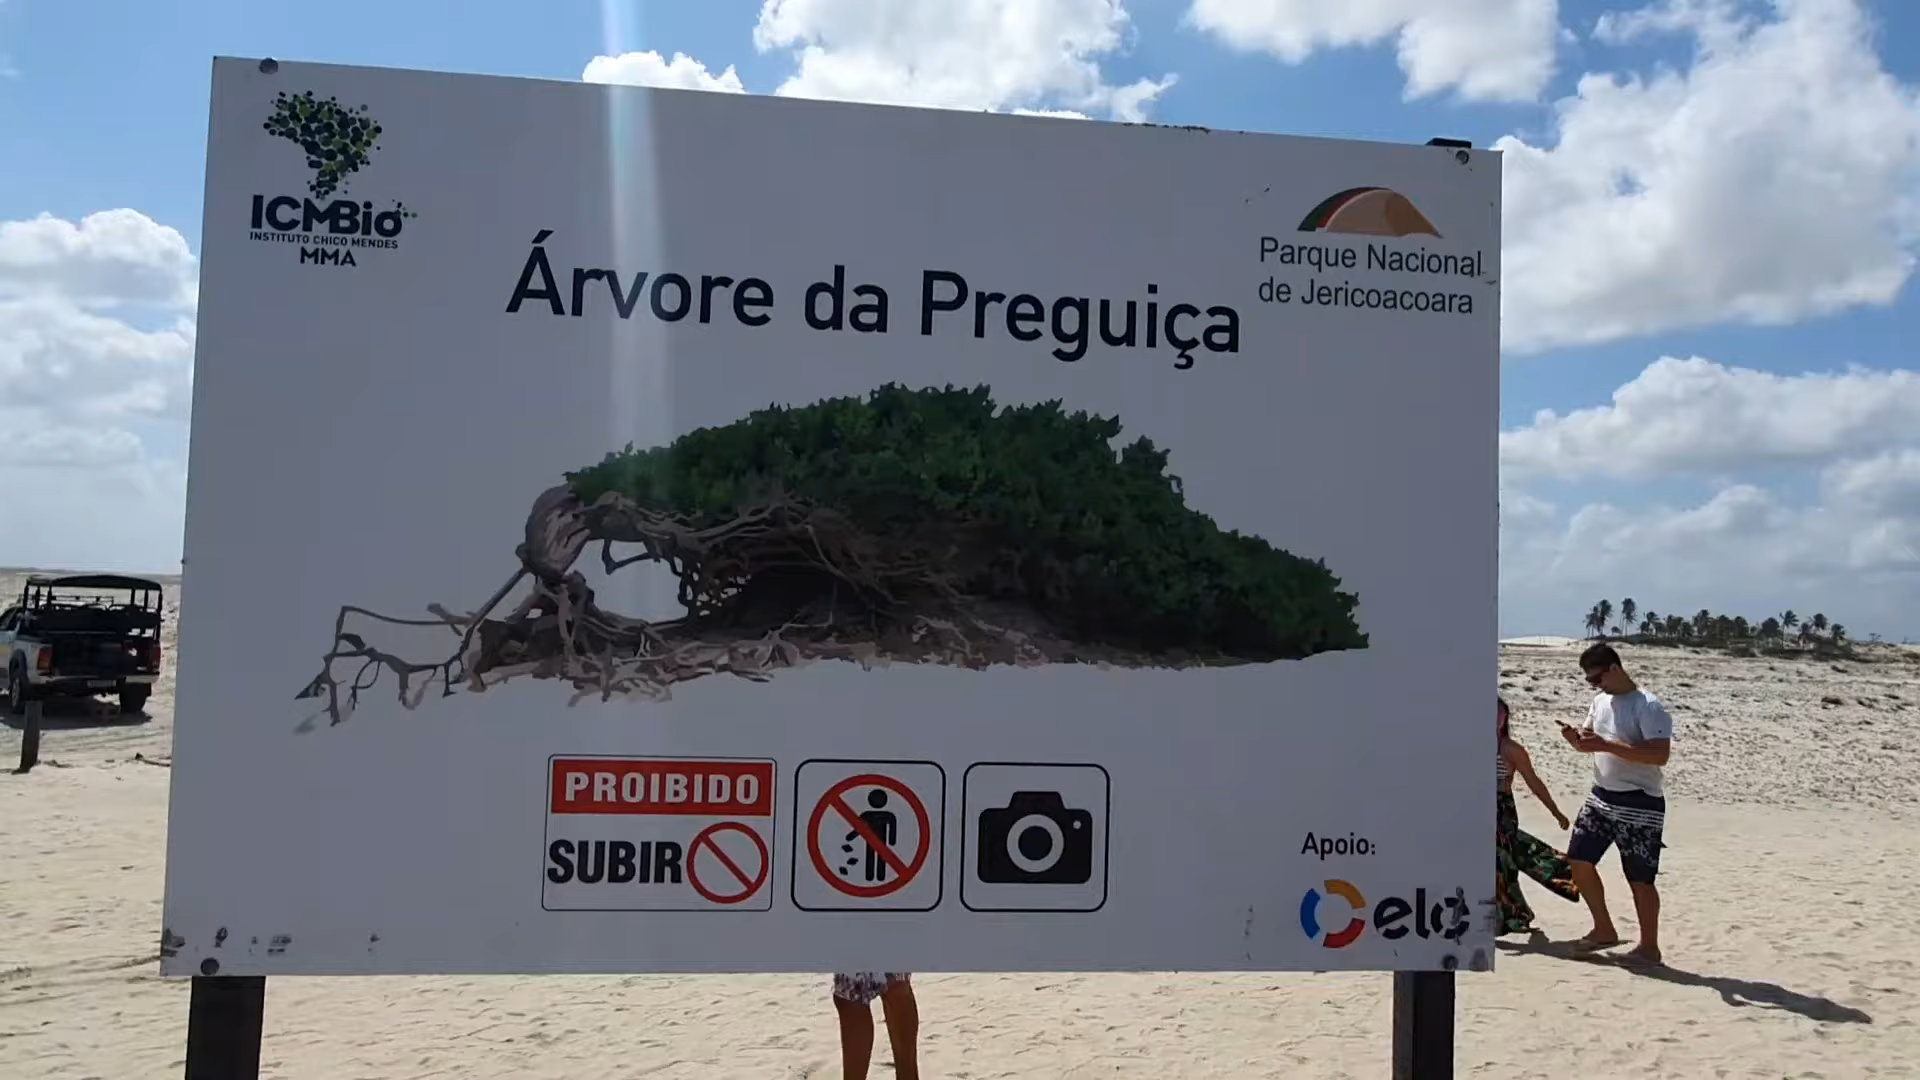 ICMBio
INSTITUTO CHICO MENDES
MMA
Parque Nacional
de Jericoacoara
Árvore da Preguiça
PROIBIDO
SUBIR
Apoio:
elo